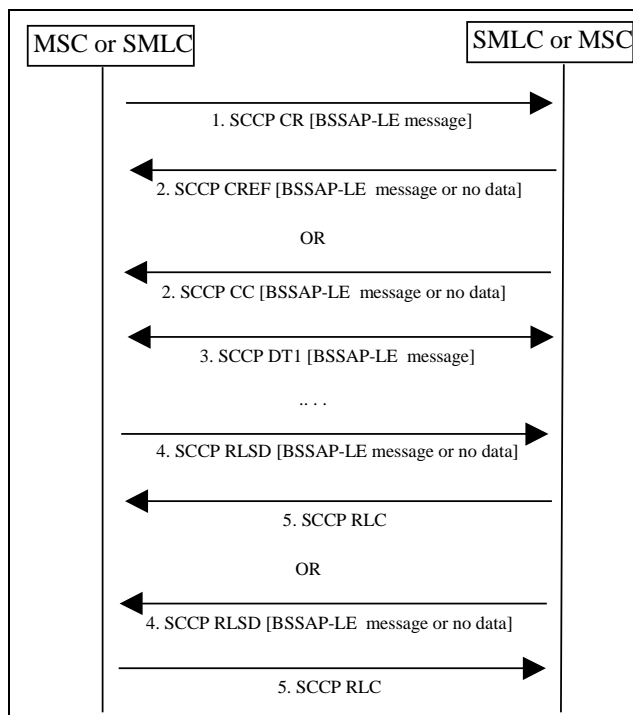 MSC or SMLC
SMLC or MSC
1. SCCP CR [BSSAP-LE message]
2. SCCP CREF [BSSAP-LE message or no data]
OR
2. SCCP CC [BSSAP-LE message or no data]
3. SCCP DT1 [BSSAP-LE message]
.. . .
4. SCCP RLSD [BSSAP-LE message or no data]
5. SCCP RLC
OR
4. SCCP RLSD [BSSAP-LE message or no data]
5. SCCP RLC